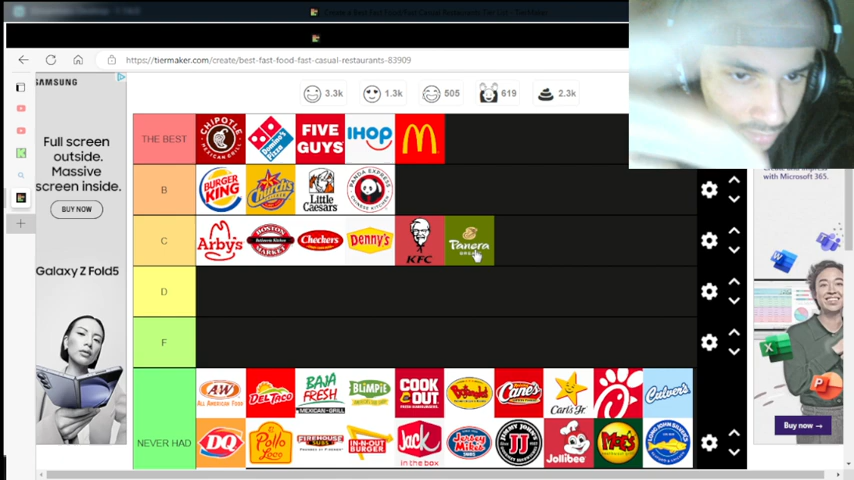 https://tiermaker.com/create/best-fast-food-fast-casual-restaurants-83909
SAMSUNG
Full screen
outside.
Massive
screen inside.
BUY NOW
Galaxy Z Fold5
3.3k
1.3k
505
619
2.3k
THE BEST
CHIPOTLE
MEXICAN GRILL
Domino's
Pizza
FIVE
GUYS
IHOP
B
BURGER
KING
Church's
Little
Caesars
PANDA EXPRESS
CHINESE KITCHEN
C
Arby's
BOSTON
MARKET
Checkers
Denny's
KFC
Panera
D
F
NEVER HAD
A&W
ALL AMERICAN FOOD
DEL TACO
BAJA
FRESH
MEXICAN GRILL
BLIMPIE
COOK
OUT
Bojangles
Cane's
Carl's Jr.
Culver's
DQ
El Pollo
Loco
FIREHOUSE
SUBS
IN-N-OUT
BURGER
Jack
in the box
Jersey
Mike's
SUBS
JIMMY JOHN'S
Jollibee
MOE'S
LONG JOHN SILVER'S
with Microsoft 365.
Buy now →